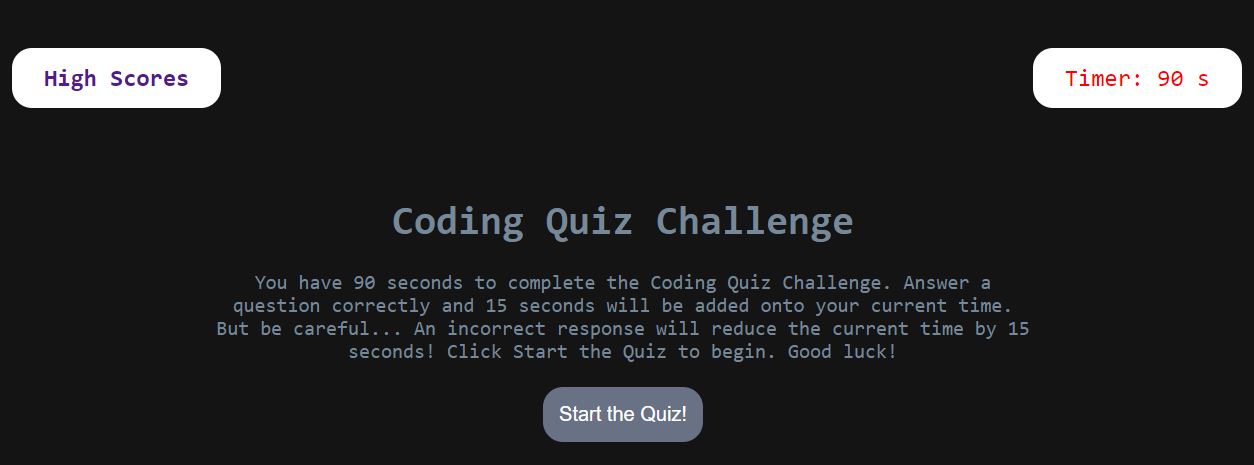 High Scores
Timer: 90 s
Coding Quiz Challenge
You have 90 seconds to complete the Coding Quiz Challenge. Answer a
question correctly and 15 seconds will be added onto your current time.
But be careful... An incorrect response will reduce the current time by 15
seconds! Click Start the Quiz to begin. Good luck!
Start the Quiz!